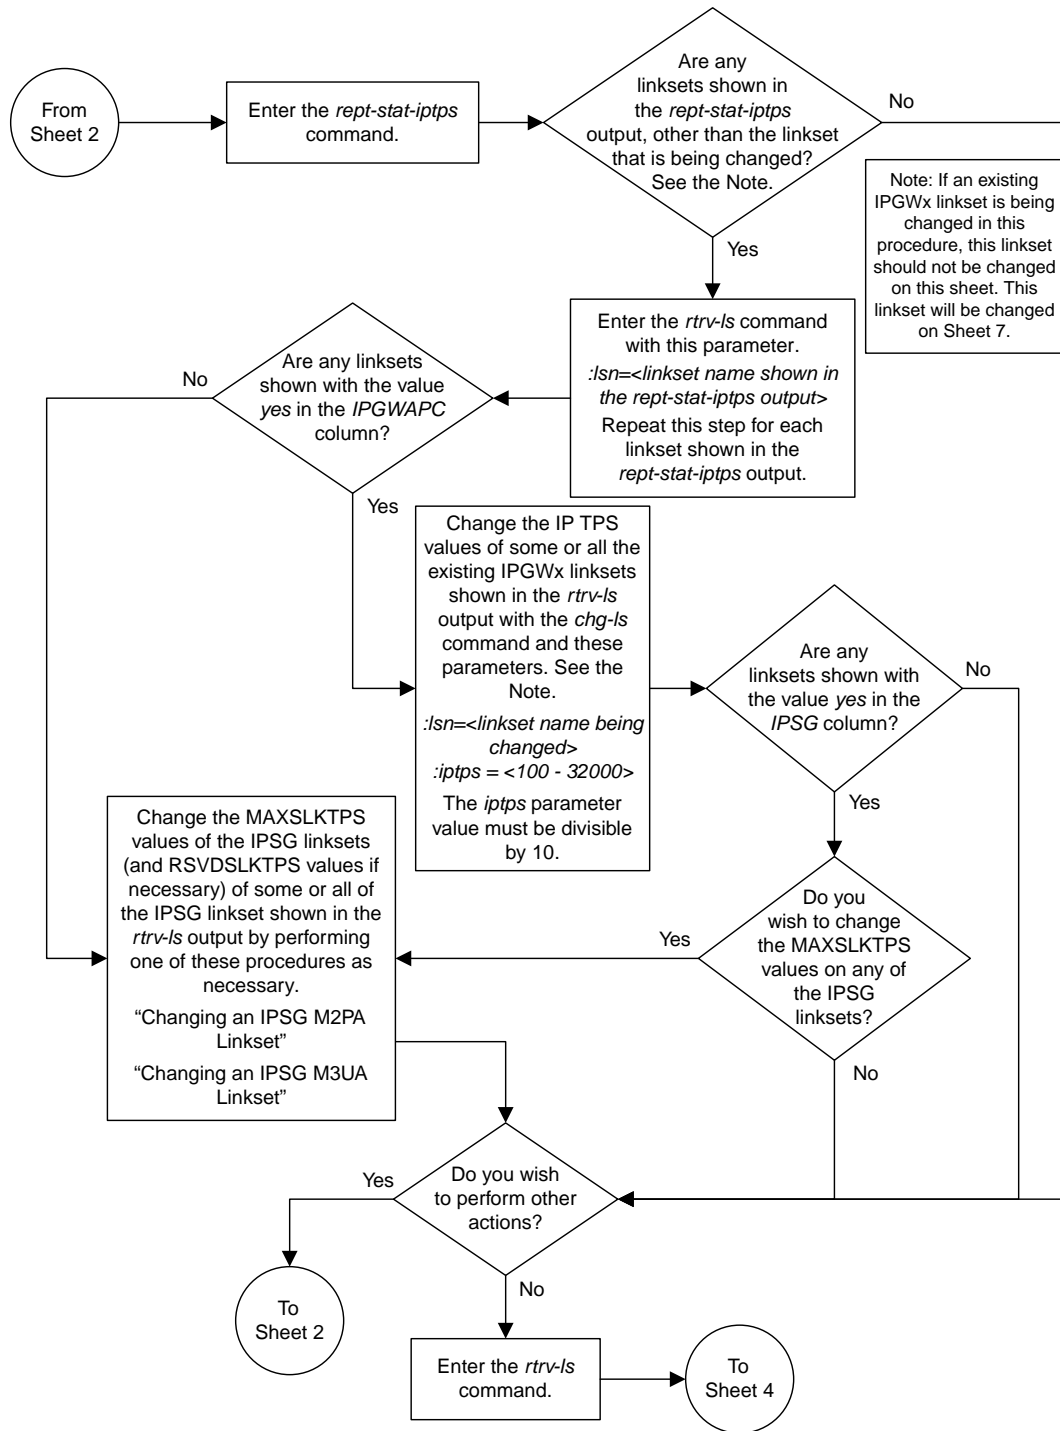 From
Sheet 2
Enter the rept-stat-iptps
command.
Are any
linksets shown in
the rept-stat-iptps
output, other than the linkset
that is being changed?
See the Note.
No
Yes
Note: If an existing
IPGWx linkset is being
changed in this
procedure, this linkset
should not be changed
on this sheet. This
linkset will be changed
on Sheet 7.
Enter the rtrv-ls command
with this parameter.
:lsn=<linkset name shown in
the rept-stat-iptps output>
Repeat this step for each
linkset shown in the
rept-stat-iptps output.
Are any linksets
shown with the value
yes in the IPGWAPC
column?
No
Yes
Change the IP TPS
values of some or all the
existing IPGWx linksets
shown in the rtrv-ls
output with the chg-ls
command and these
parameters. See the
Note.
:lsn=<linkset name being
changed>
:iptps = <100 - 32000>
The iptps parameter
value must be divisible
by 10.
Are any
linksets shown with
the value yes in the
IPSG column?
No
Yes
Do you
wish to change
the MAXSLKTPS
values on any of
the IPSG
linksets?
Yes
No
Change the MAXSLKTPS
values of the IPSG linksets
(and RSVDSLKTPS values if
necessary) of some or all of
the IPSG linkset shown in the
rtrv-ls output by performing
one of these procedures as
necessary.
“Changing an IPSG M2PA
Linkset”
“Changing an IPSG M3UA
Linkset”
Do you wish
to perform other
actions?
Yes
No
To
Sheet 2
Enter the rtrv-ls
command.
To
Sheet 4